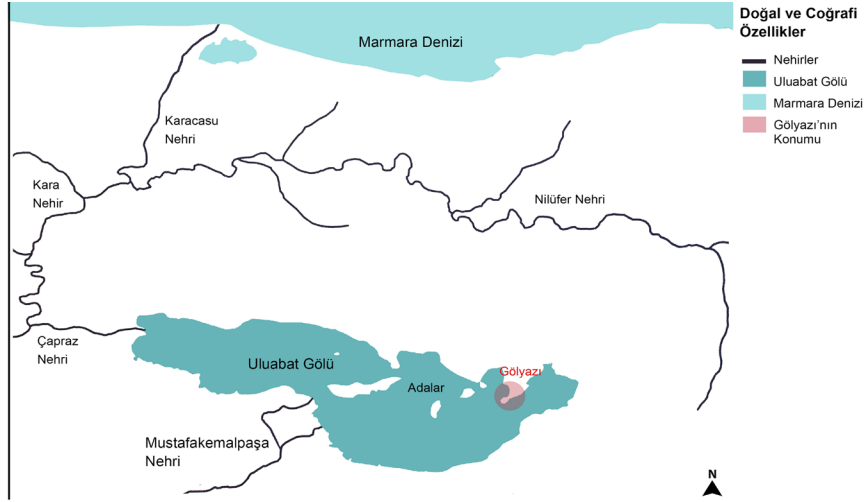 Marmara Denizi
Karacasu
Nehri
Kara
Nehir
Nilüfer Nehri
Çapraz
Nehri
Uluabat Gölü
Adalar
Gölyazı
Mustafakemalpaşa
Nehri
N
Doğal ve Coğrafi
Özellikler
Nehirler
Uluabat Gölü
Marmara Denizi
Gölyazı’nın
Konumu